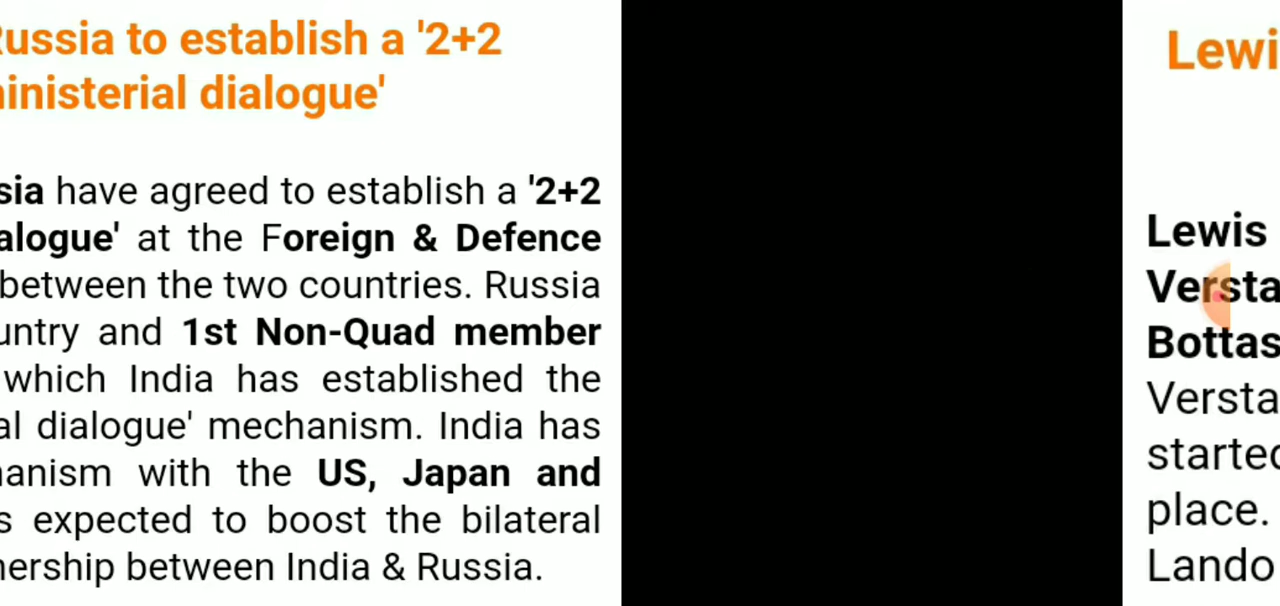 Russia to establish a '2+2
ministerial dialogue'
sia have agreed to establish a '2+2
alogue' at the Foreign & Defence
between the two countries. Russia
untry and 1st Non-Quad member
which India has established the
al dialogue' mechanism. India has
hanism with the US, Japan and
s expected to boost the bilateral
nership between India & Russia.
Lewi
Lewis
Versta
Bottas
Versta
started
place.
Lando